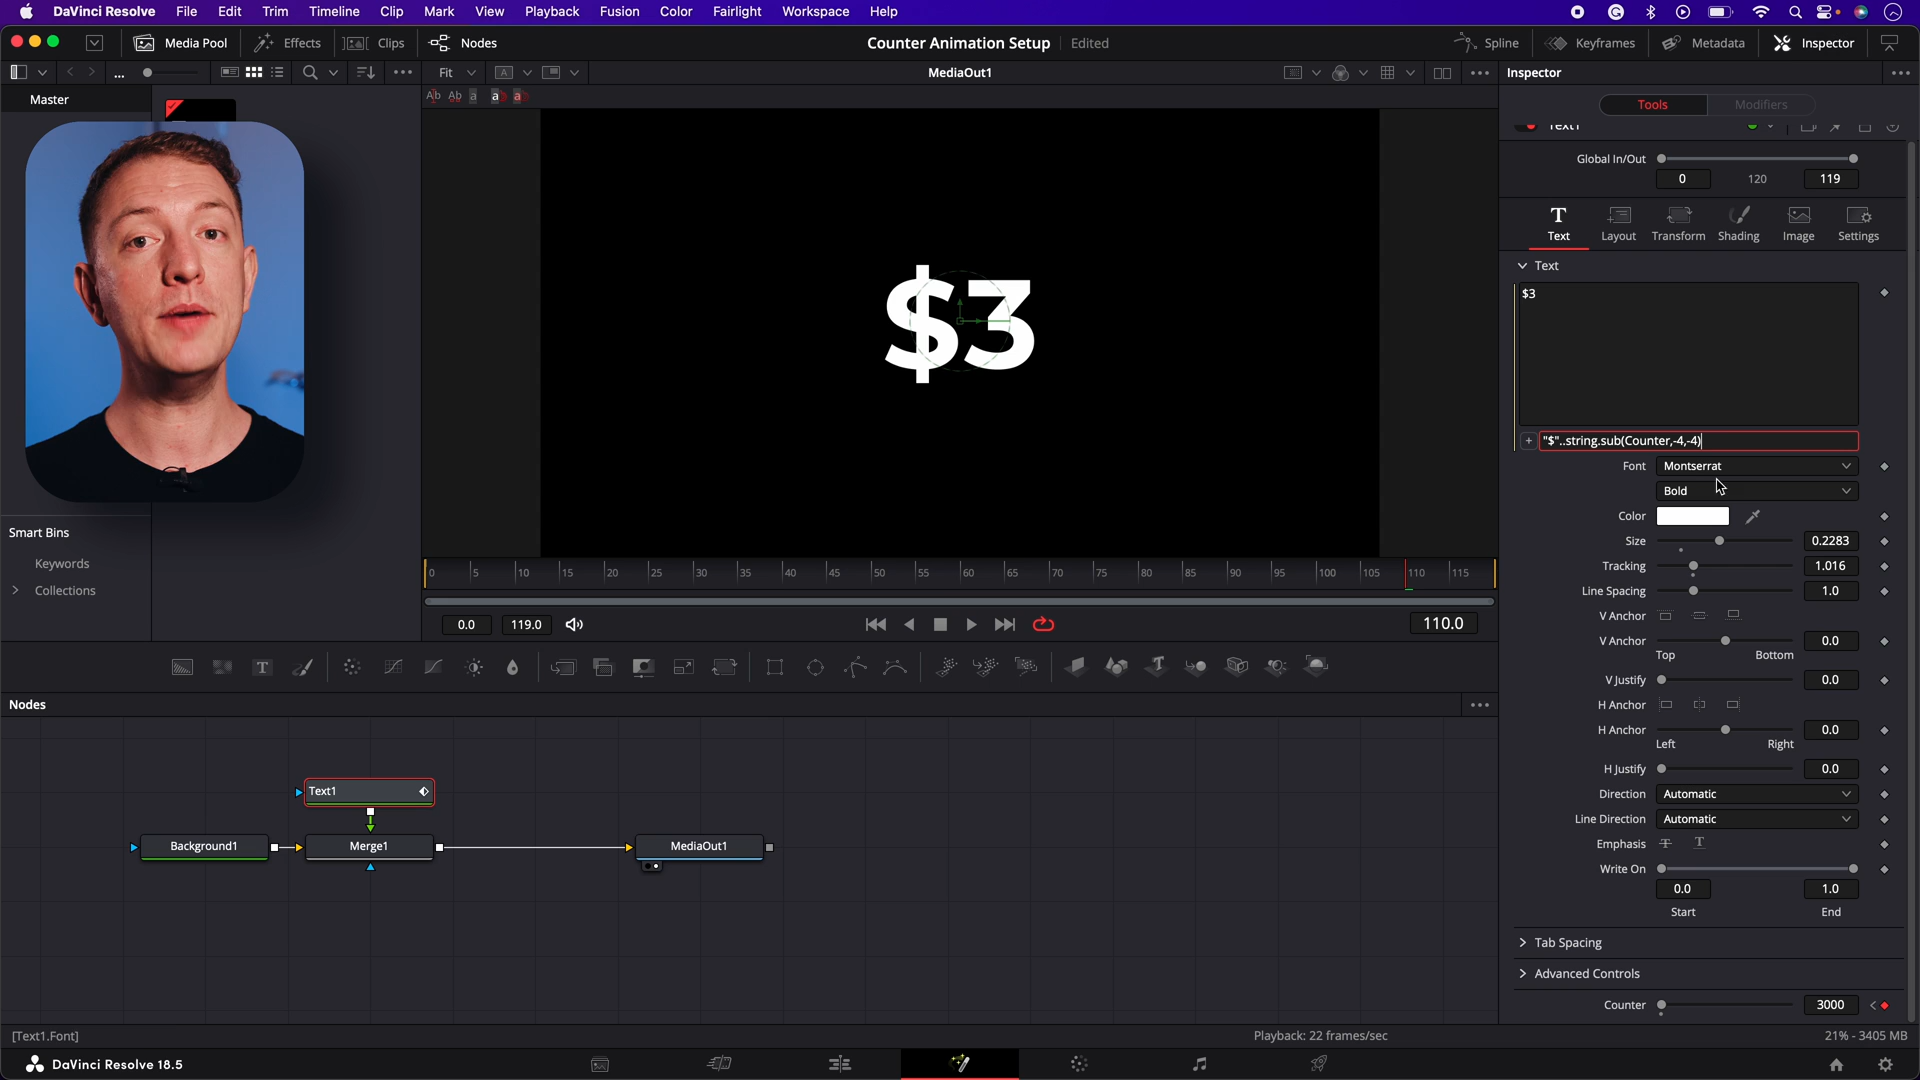 DaVinci Resolve File Edit Trim Timeline Clip Mark View Playback Fusion Color Fairlight Workspace Help
Media Pool Effects Clips Nodes Counter Animation Setup Edited Spline Keyframes Metadata Inspector
... Fit A MediaOut1 Inspector
Master
Tools Modifiers
Text1
Global In/Out
0 120 119
Text Layout Transform Shading Image Settings
Text
$3
$3
"$"..string.sub(Counter,-4,-4)
Font Montserrat
Bold
Color
Size 0.2283
Tracking 1.016
Line Spacing 1.0
V Anchor
V Anchor 0.0
Top Bottom
V Justify 0.0
H Anchor
H Anchor 0.0
Left Right
H Justify 0.0
Direction Automatic
Line Direction Automatic
Emphasis T T
Write On
0.0 1.0
Start End
Tab Spacing
Advanced Controls
Counter 3000
Smart Bins
Keywords
Collections
0 5 10 15 20 25 30 35 40 45 50 55 60 65 70 75 80 85 90 95 100 105 110 115
0.0 119.0 110.0
Nodes
Text1
Background1 Merge1 MediaOut1
[Text1.Font] Playback: 22 frames/sec 21% - 3405 MB
DaVinci Resolve 18.5